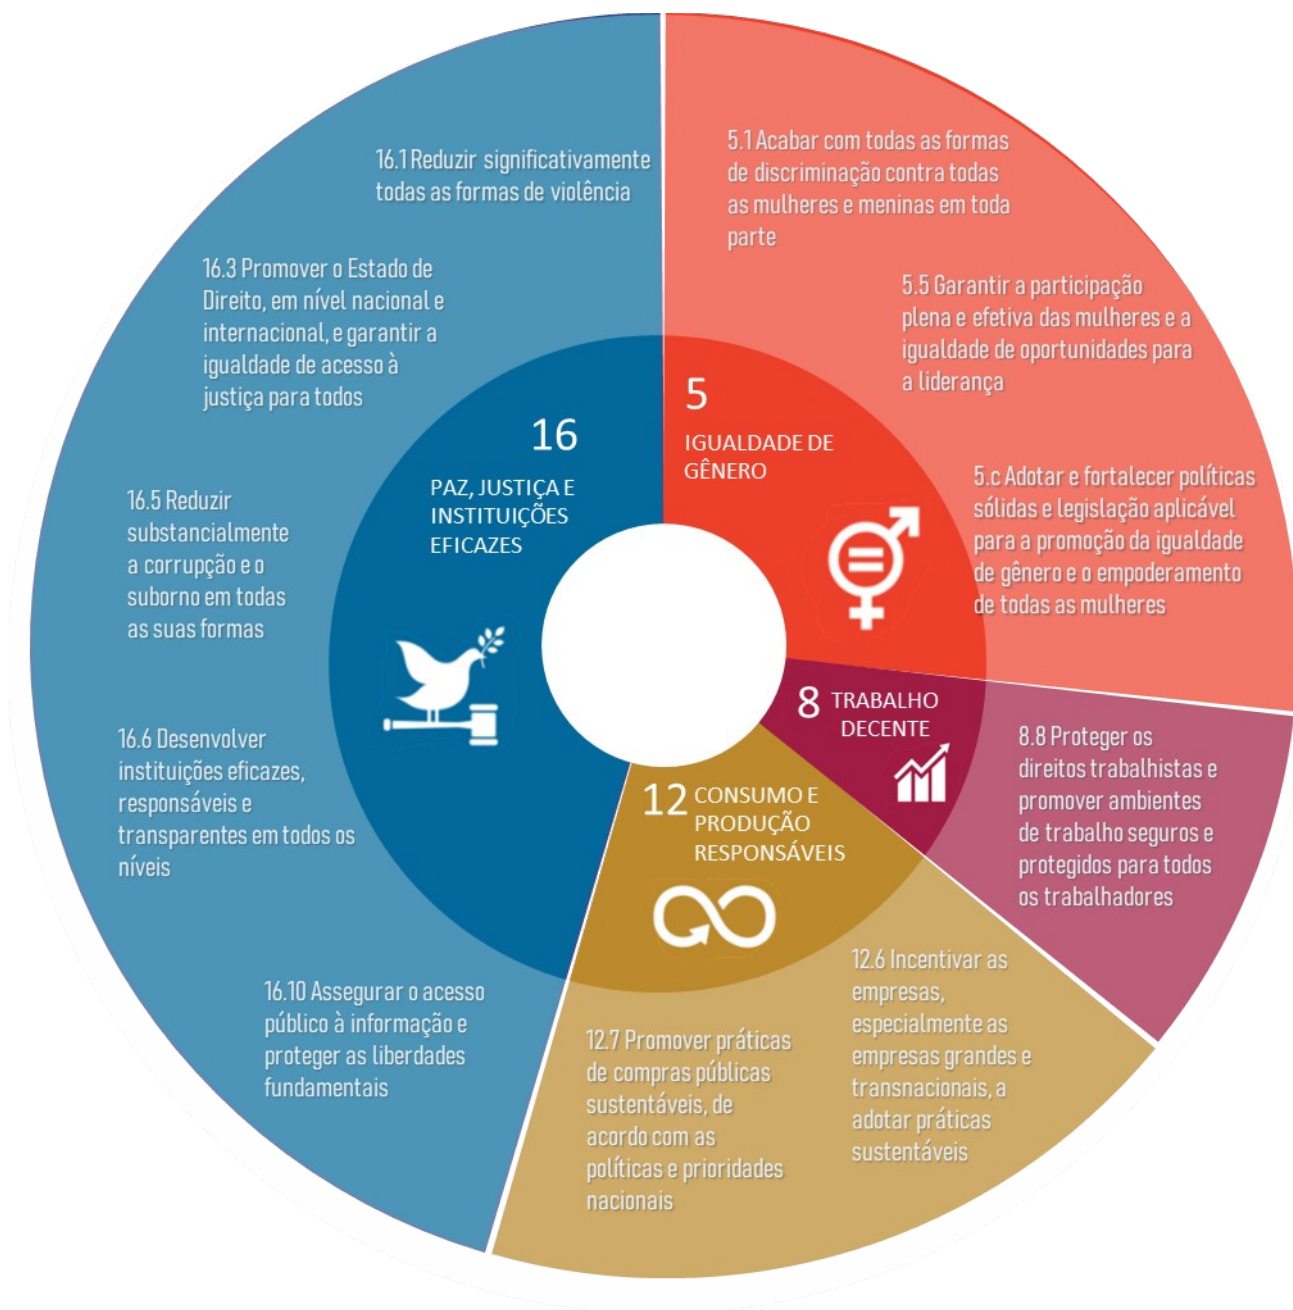 16.1 Reduzir significativamente
todas as formas de violência
16.3 Promover o Estado de
Direito, em nível nacional e
internacional, e garantir a
igualdade de acesso à
justiça para todos
16.5 Reduzir
substancialmente
a corrupção e o
suborno em todas
as suas formas
16.6 Desenvolver
instituições eficazes,
responsáveis e
transparentes em todos os
níveis
16.10 Assegurar o acesso
público à informação e
proteger as liberdades
fundamentais
16
PAZ, JUSTIÇA E
INSTITUIÇÕES
EFICAZES
5
IGUALDADE DE
GÊNERO
5.1 Acabar com todas as formas
de discriminação contra todas
as mulheres e meninas em toda
parte
5.5 Garantir a participação
plena e efetiva das mulheres e a
igualdade de oportunidades para
a liderança
5.c Adotar e fortalecer políticas
sólidas e legislação aplicável
para a promoção da igualdade
de gênero e o empoderamento
de todas as mulheres
8 TRABALHO
DECENTE
8.8 Proteger os
direitos trabalhistas e
promover ambientes
de trabalho seguros e
protegidos para todos
os trabalhadores
12 CONSUMO E
PRODUÇÃO
RESPONSÁVEIS
12.6 Incentivar as
empresas,
especialmente as
empresas grandes e
transnacionais, a
adotar práticas
sustentáveis
12.7 Promover práticas
de compras públicas
sustentáveis, de
acordo com as
políticas e prioridades
nacionais